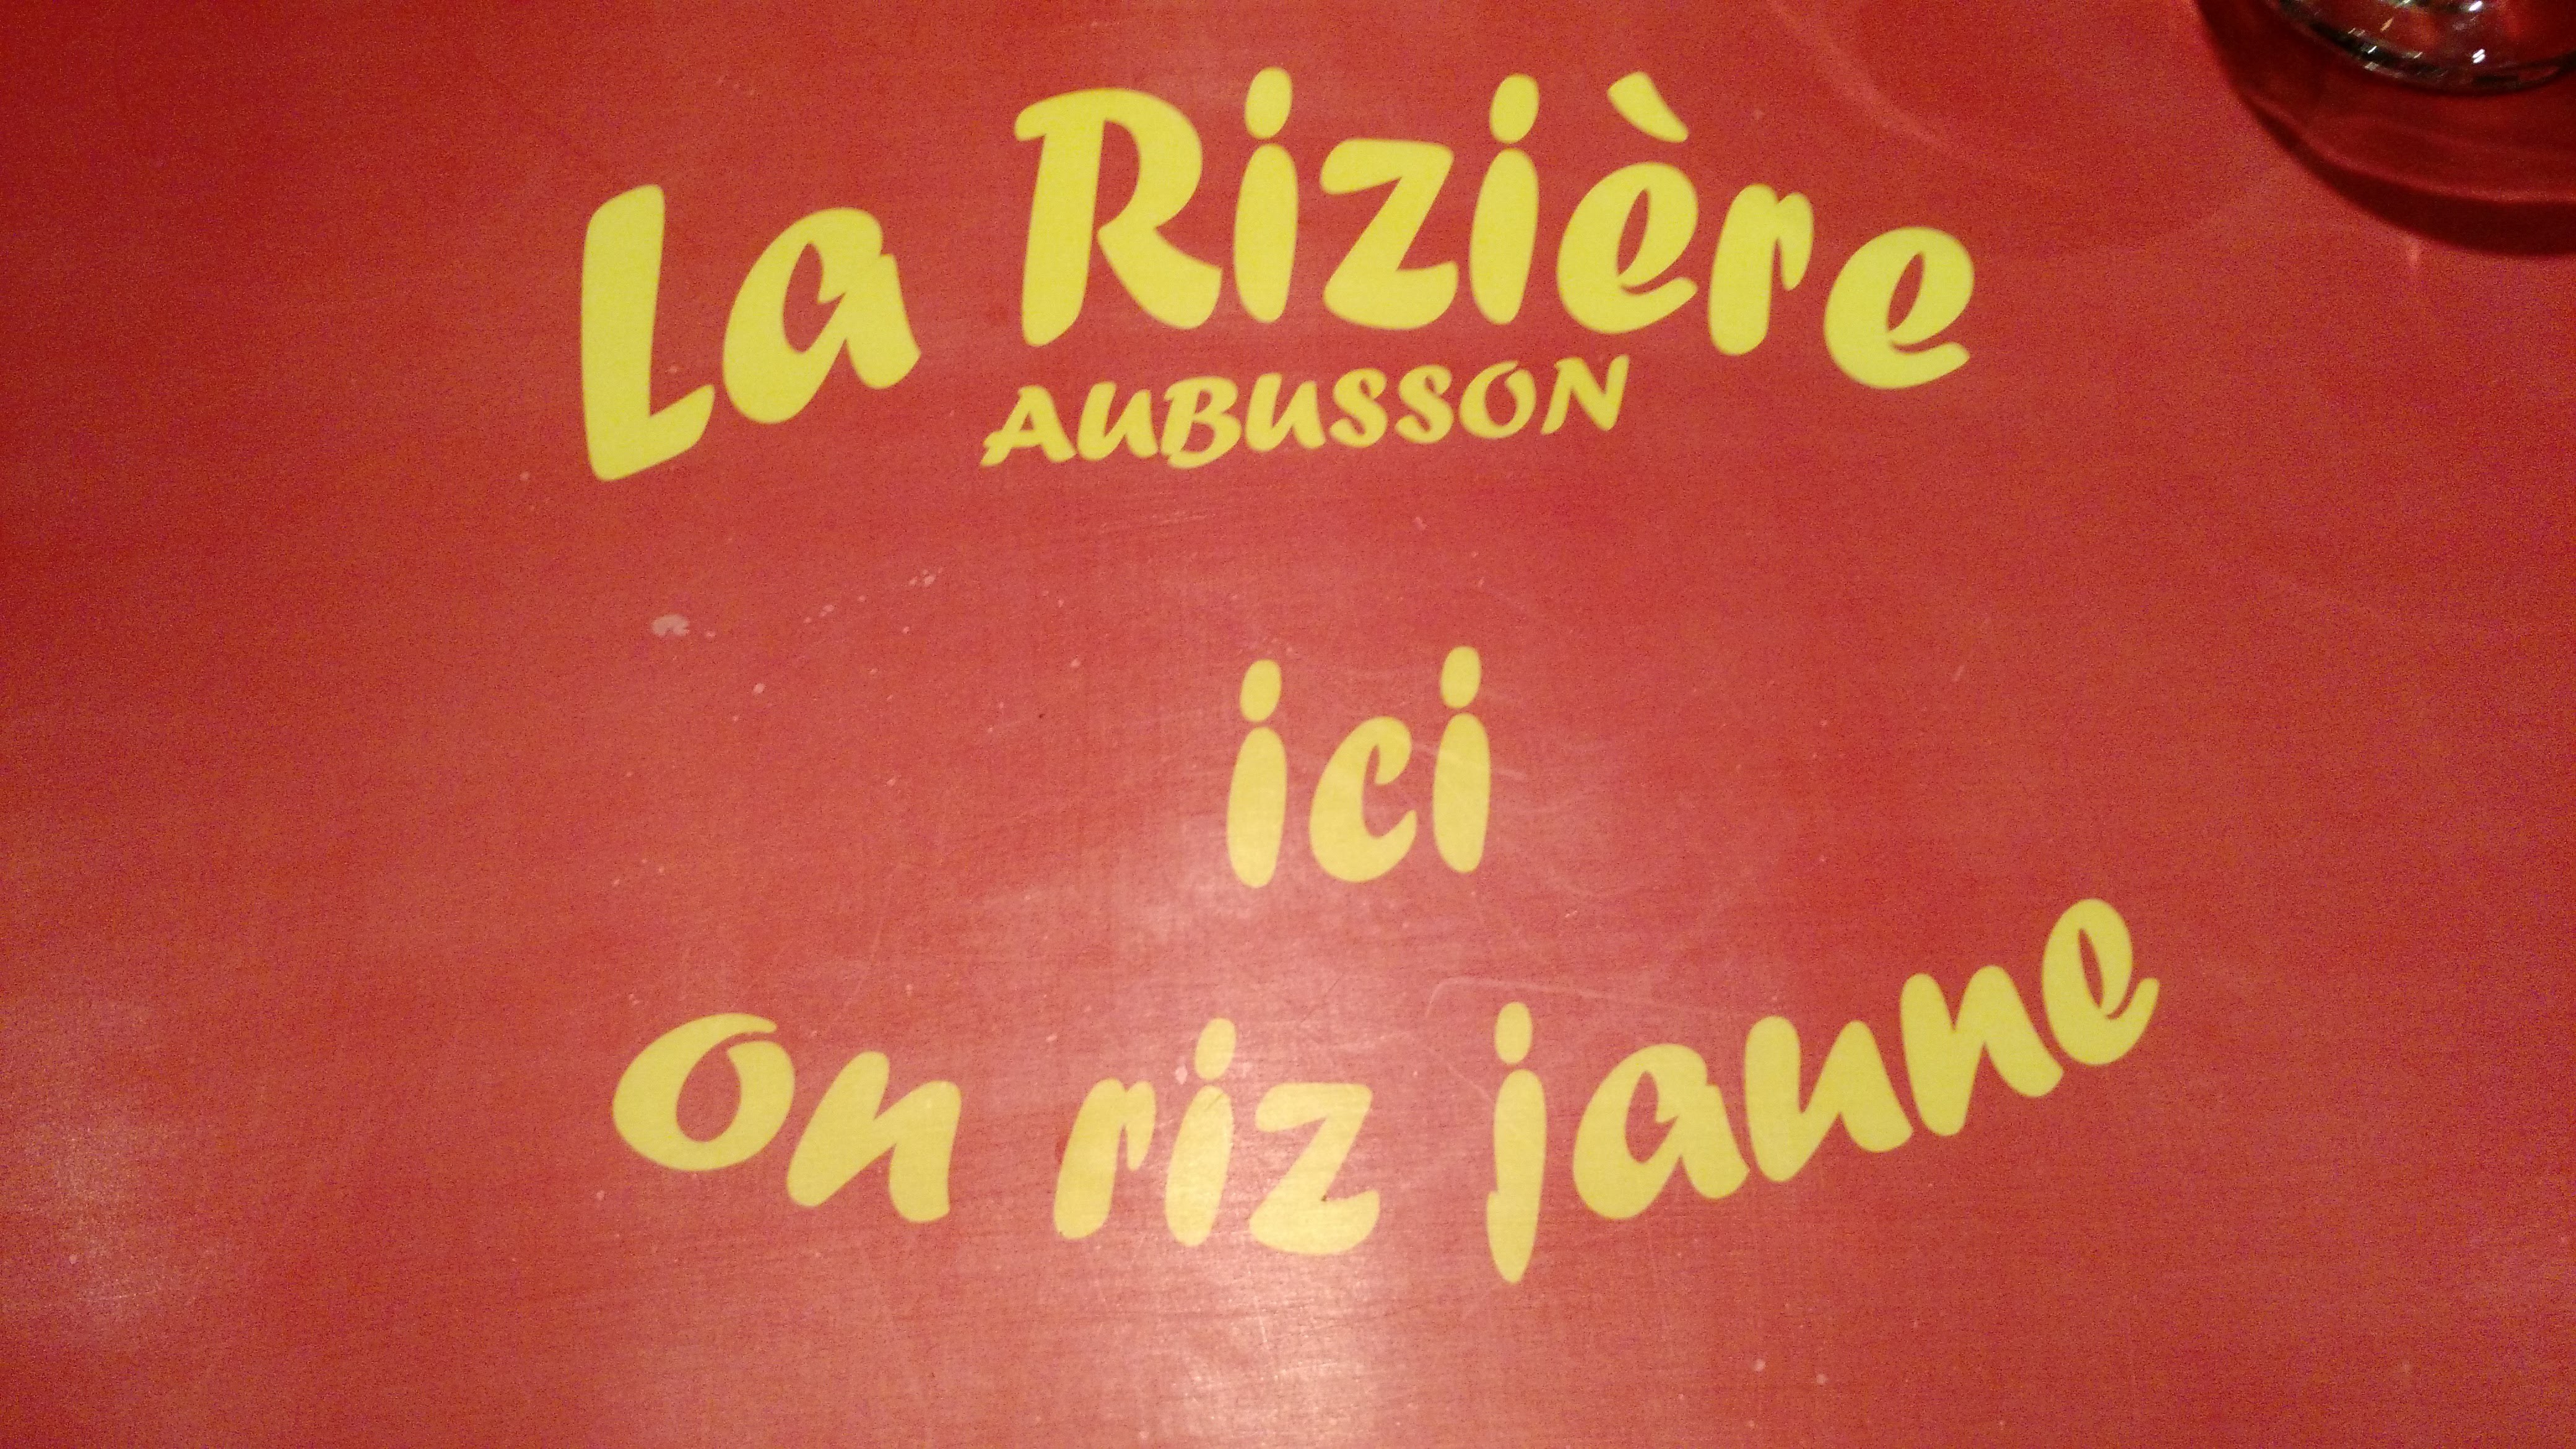 La Rizière
AUBUSSON
ici
on riz jaune